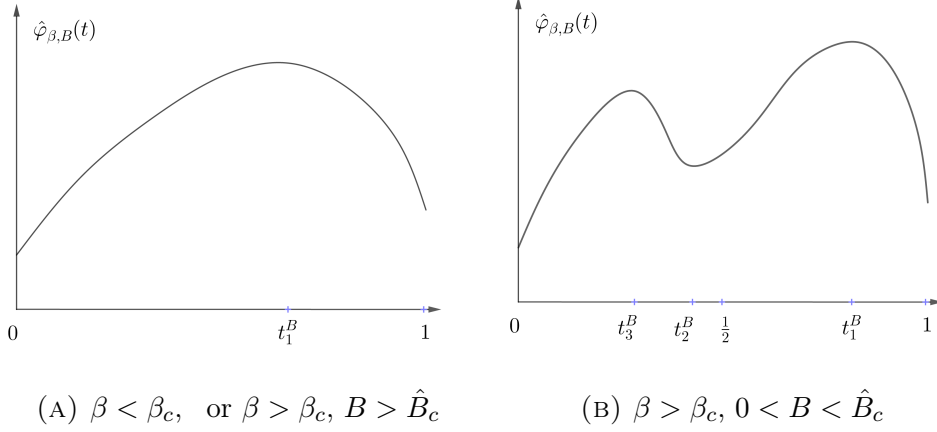 φ̂_{β,B}(t)
0
t_1^B
1
(A) β < β_c, or β > β_c, B > B̂_c
φ̂_{β,B}(t)
0
t_3^B
t_2^B
1/2
t_1^B
1
(B) β > β_c, 0 < B < B̂_c